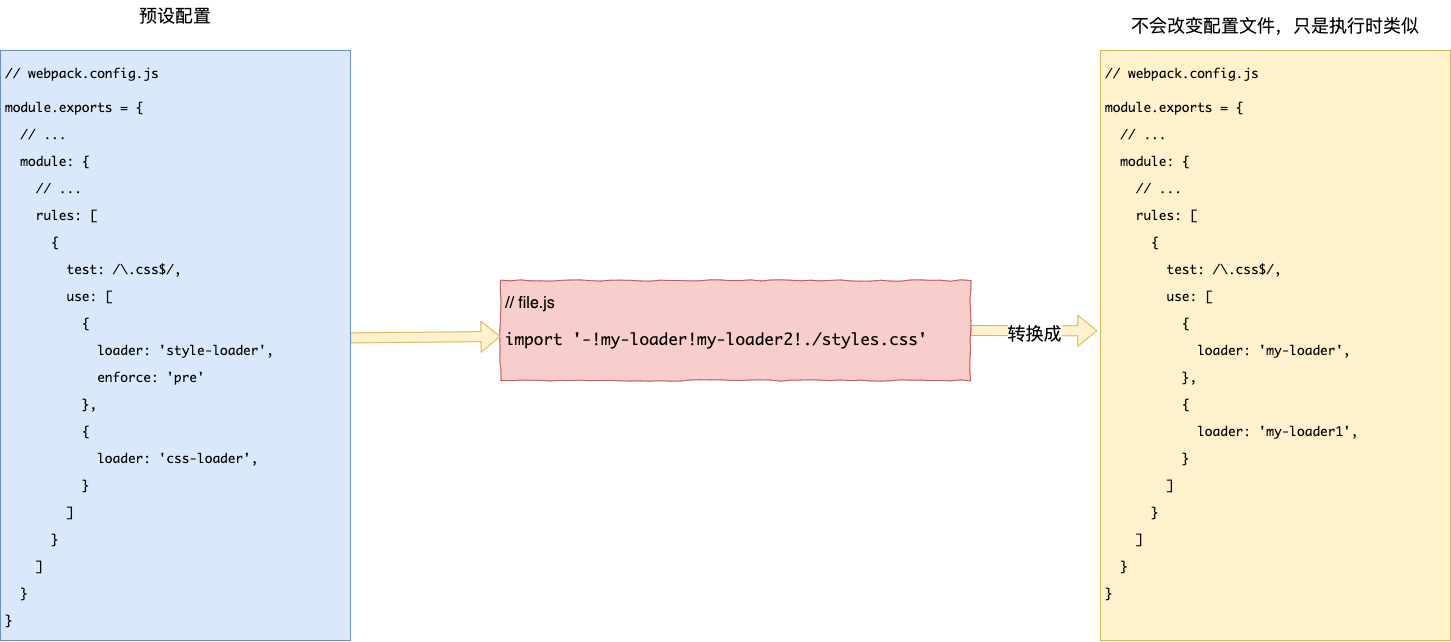 预设配置
// webpack.config.js
module.exports = {
  // ...
  module: {
    // ...
    rules: [
      {
        test: /\.css$/,
        use: [
          {
            loader: 'style-loader',
            enforce: 'pre'
          },
          {
            loader: 'css-loader',
          }
        ]
      }
    ]
  }
}
// file.js
import '-!my-loader!my-loader2!./styles.css'
转换成
不会改变配置文件，只是执行时类似
// webpack.config.js
module.exports = {
  // ...
  module: {
    // ...
    rules: [
      {
        test: /\.css$/,
        use: [
          {
            loader: 'my-loader',
          },
          {
            loader: 'my-loader1',
          }
        ]
      }
    ]
  }
}